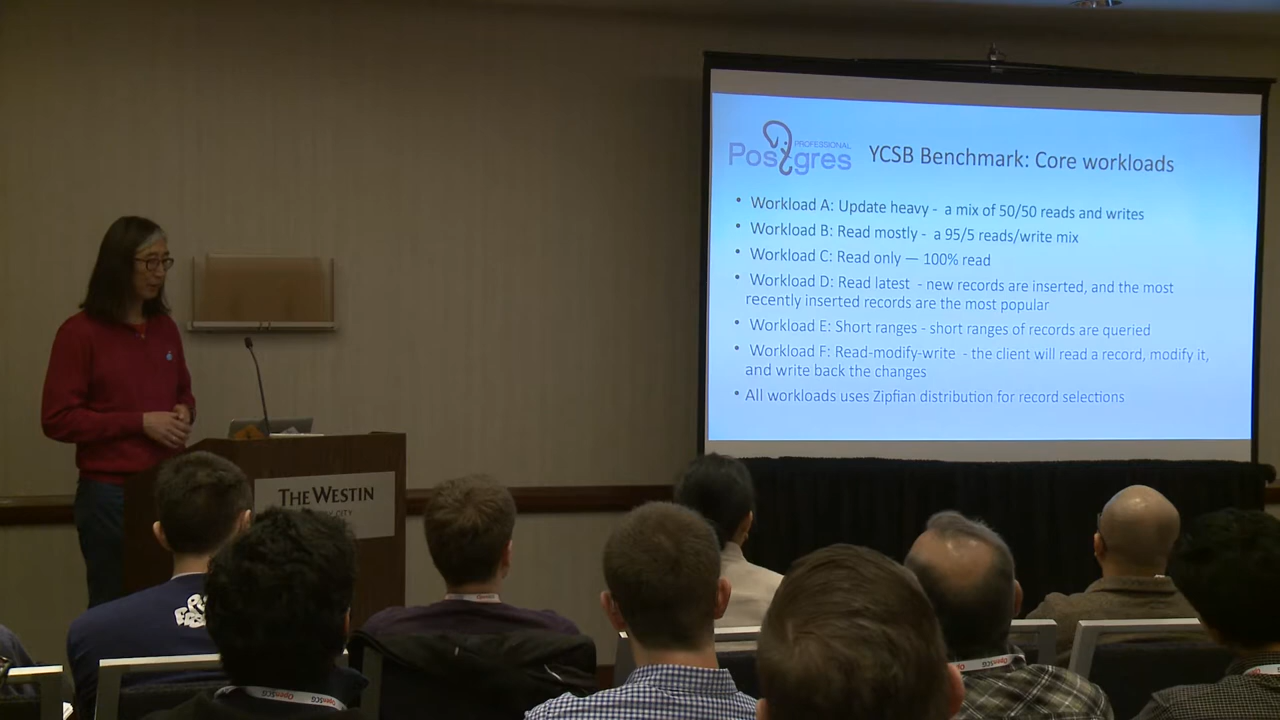 PROFESSIONAL
Postgres
YCSB Benchmark: Core workloads
• Workload A: Update heavy - a mix of 50/50 reads and writes
• Workload B: Read mostly - a 95/5 reads/write mix
• Workload C: Read only — 100% read
• Workload D: Read latest - new records are inserted, and the most
recently inserted records are the most popular
• Workload E: Short ranges - short ranges of records are queried
• Workload F: Read-modify-write - the client will read a record, modify it,
and write back the changes
• All workloads uses Zipfian distribution for record selections
THE WESTIN
CITY
OpenSCG
OpenSCG
OpenSCG